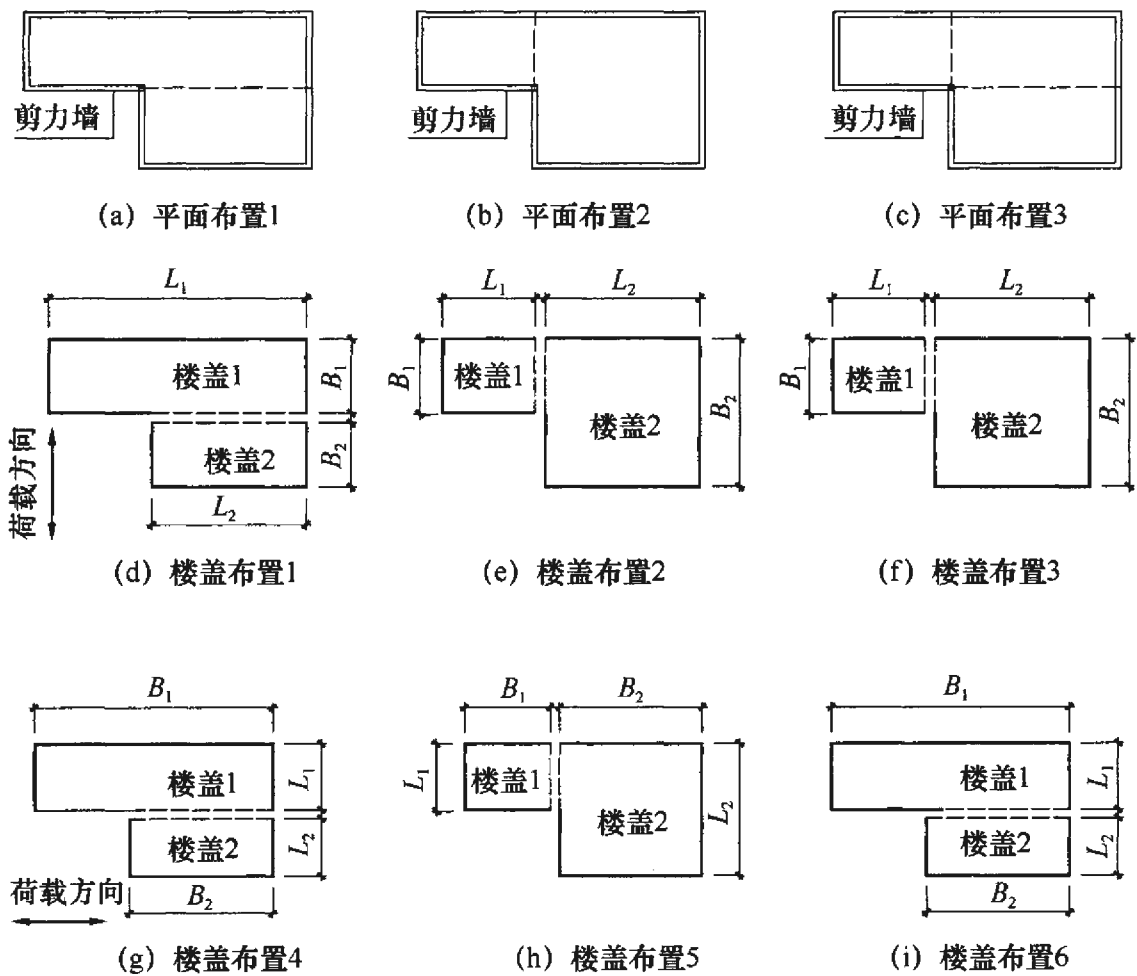 剪力墙 剪力墙 剪力墙
(a) 平面布置1 (b) 平面布置2 (c) 平面布置3
L₁ L₁ L₂ L₁ L₂
楼盖1 B₁ B₁ 楼盖1 楼盖2 B₂ B₁ 楼盖1 楼盖2 B₂
荷载方向 楼盖2 B₂
L₂
(d) 楼盖布置1 (e) 楼盖布置2 (f) 楼盖布置3
B₁ B₁ B₂ B₁
楼盖1 L₁ L₁ 楼盖1 楼盖2 L₂ 楼盖1 L₁
楼盖2 L₂ 楼盖2 L₂
荷载方向 B₂ B₂
(g) 楼盖布置4 (h) 楼盖布置5 (i) 楼盖布置6